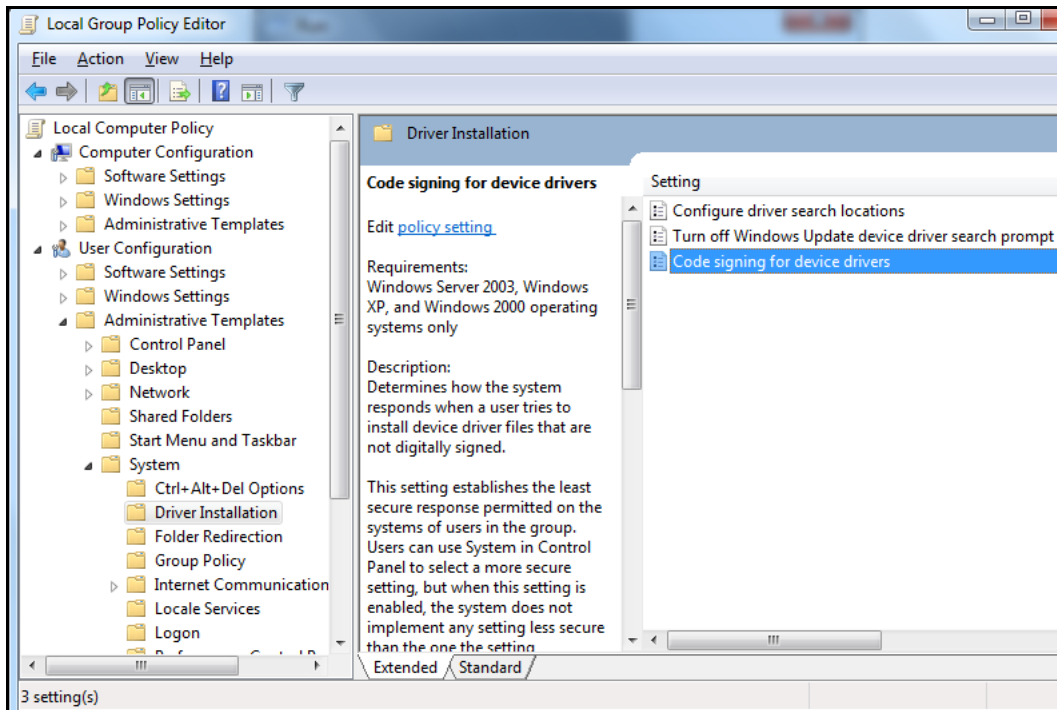 Local Group Policy Editor
File Action View Help
Local Computer Policy
Computer Configuration
Software Settings
Windows Settings
Administrative Templates
User Configuration
Software Settings
Windows Settings
Administrative Templates
Control Panel
Desktop
Network
Shared Folders
Start Menu and Taskbar
System
Ctrl+Alt+Del Options
Driver Installation
Folder Redirection
Group Policy
Internet Communication
Locale Services
Logon
Driver Installation
Code signing for device drivers
Edit policy setting
Requirements:
Windows Server 2003, Windows
XP, and Windows 2000 operating
systems only
Description:
Determines how the system
responds when a user tries to
install device driver files that are
not digitally signed.
This setting establishes the least
secure response permitted on the
systems of users in the group.
Users can use System in Control
Panel to select a more secure
setting, but when this setting is
enabled, the system does not
implement any setting less secure
than the one the setting
Setting
Configure driver search locations
Turn off Windows Update device driver search prompt
Code signing for device drivers
Extended Standard
3 setting(s)